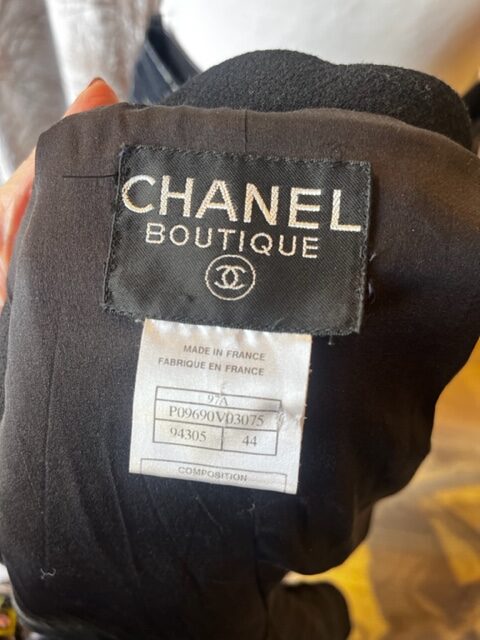 CHANEL
BOUTIQUE
MADE IN FRANCE
FABRIQUE EN FRANCE
97A
P09690V03075
94305 44
COMPOSITION